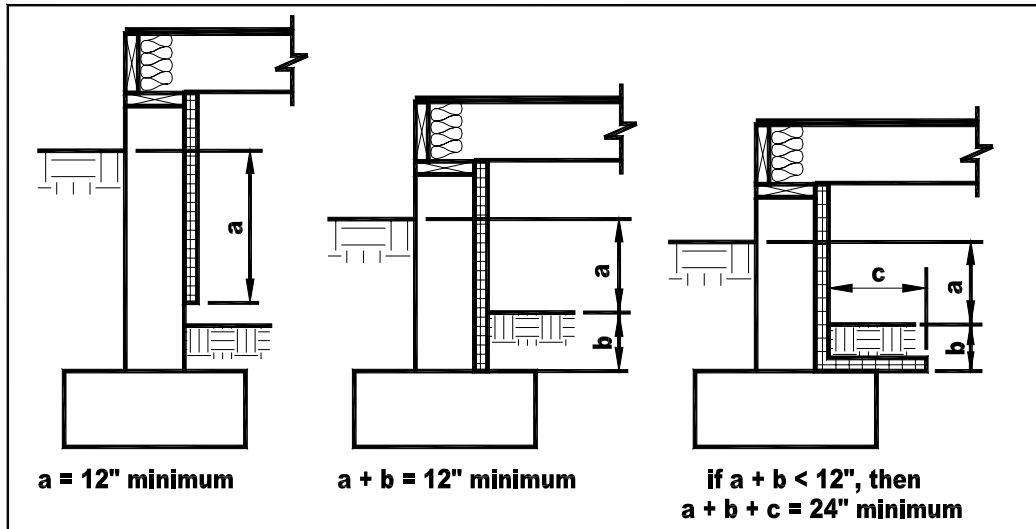 a
a = 12" minimum
a
b
a + b = 12" minimum
c
a
b
if a + b < 12", then
a + b + c = 24" minimum